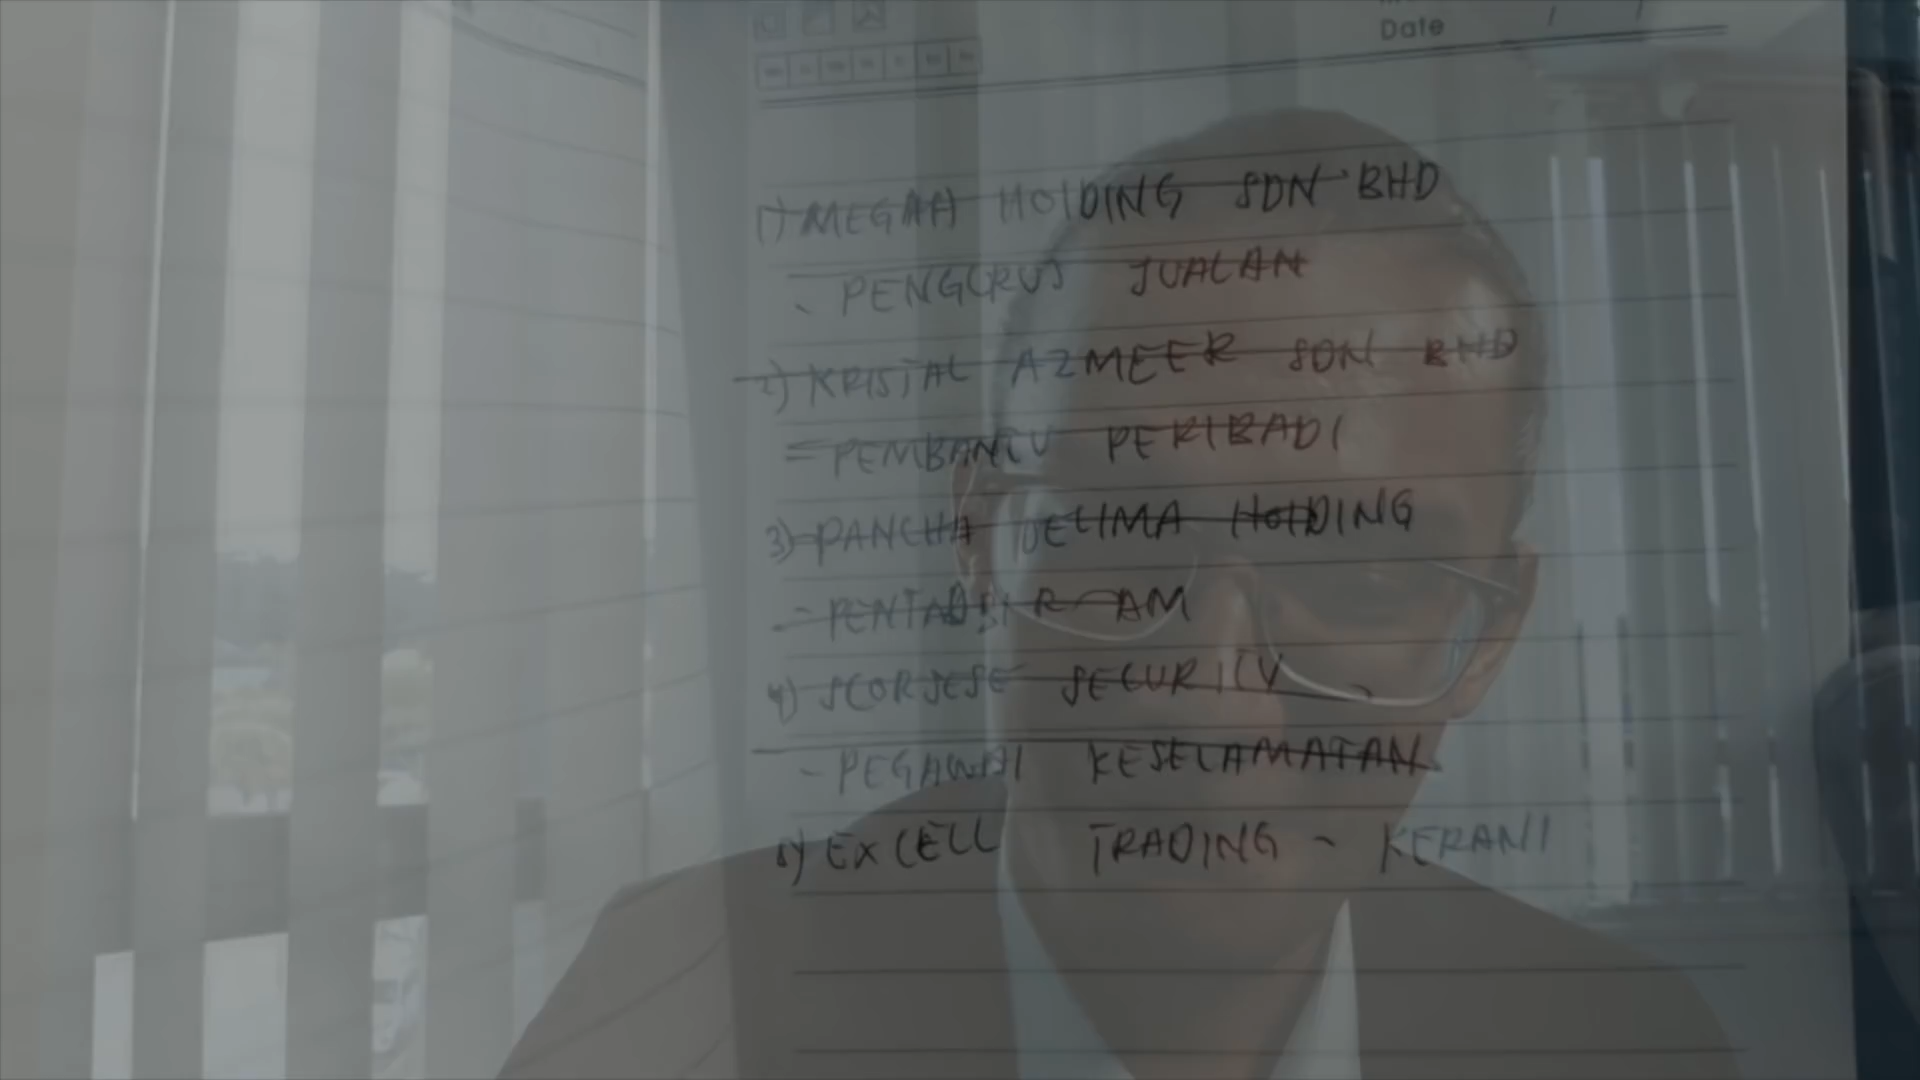 Date / /
1) MEGAH HOLDING SDN BHD
- PENGURUS JUALAN
2) KRISTAL AZMEER SDN BHD
- PEMBANTU PERIBADI
3) PANCHA DELIMA HOLDING
- PENTADBIR AM
4) SCORSESE SECURITY
- PEGAWAI KESELAMATAN
5) EXCELL TRADING - KERANI